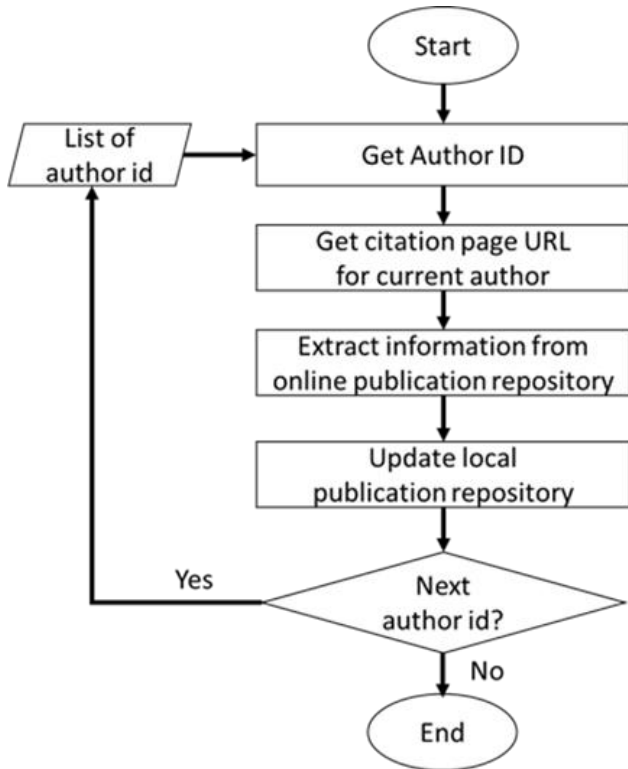 Start
List of
author id
Get Author ID
Get citation page URL
for current author
Extract information from
online publication repository
Update local
publication repository
Yes
Next
author id?
No
End